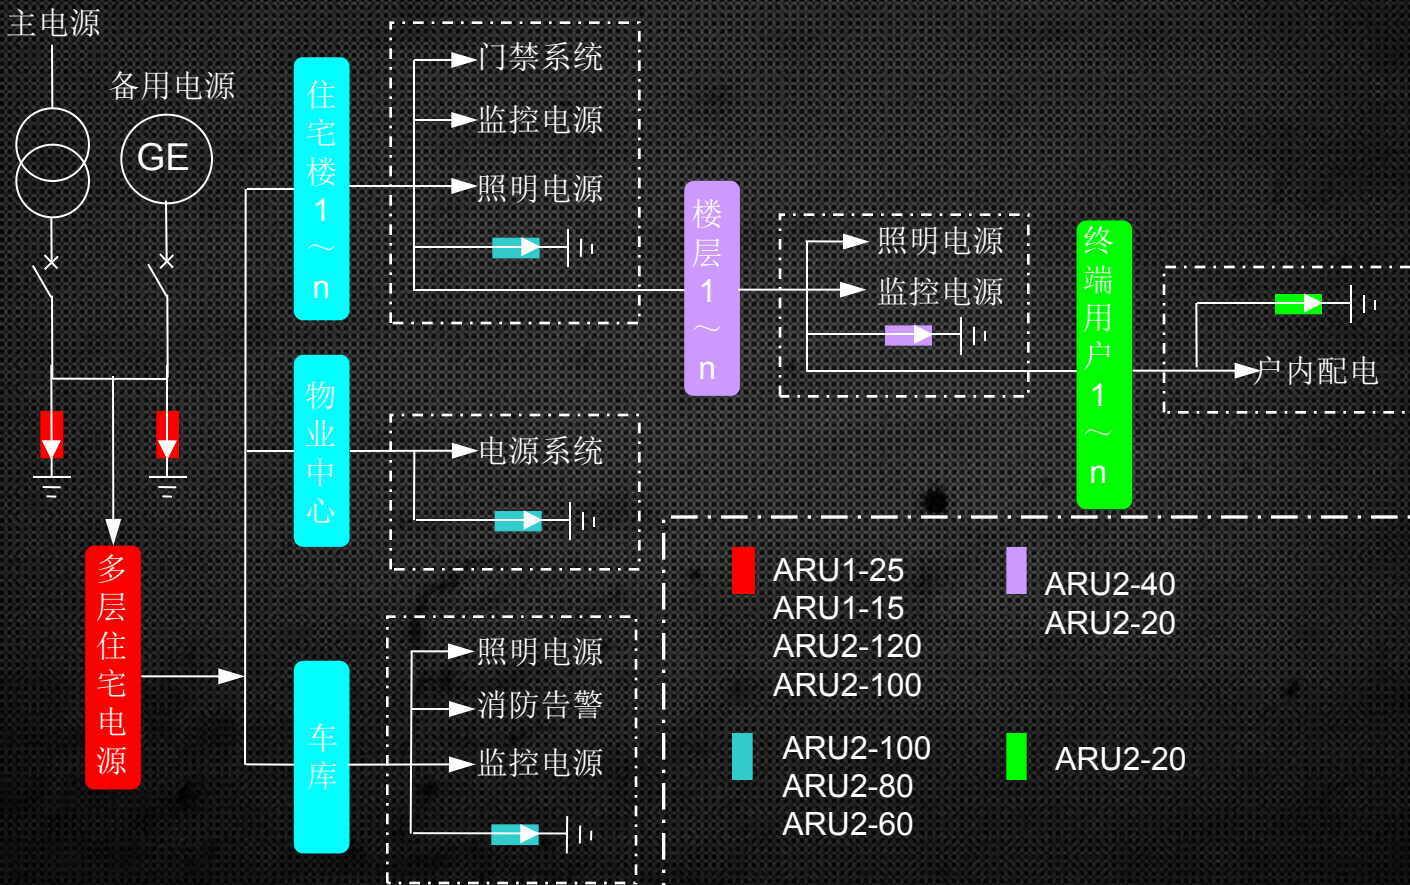 主电源
备用电源
GE
多层住宅电源
住宅楼1～n
门禁系统
监控电源
照明电源
物业中心
电源系统
车库
照明电源
消防告警
监控电源
楼层1～n
照明电源
监控电源
终端用户1～n
户内配电
ARU1-25
ARU1-15
ARU2-120
ARU2-100
ARU2-40
ARU2-20
ARU2-100
ARU2-80
ARU2-60
ARU2-20